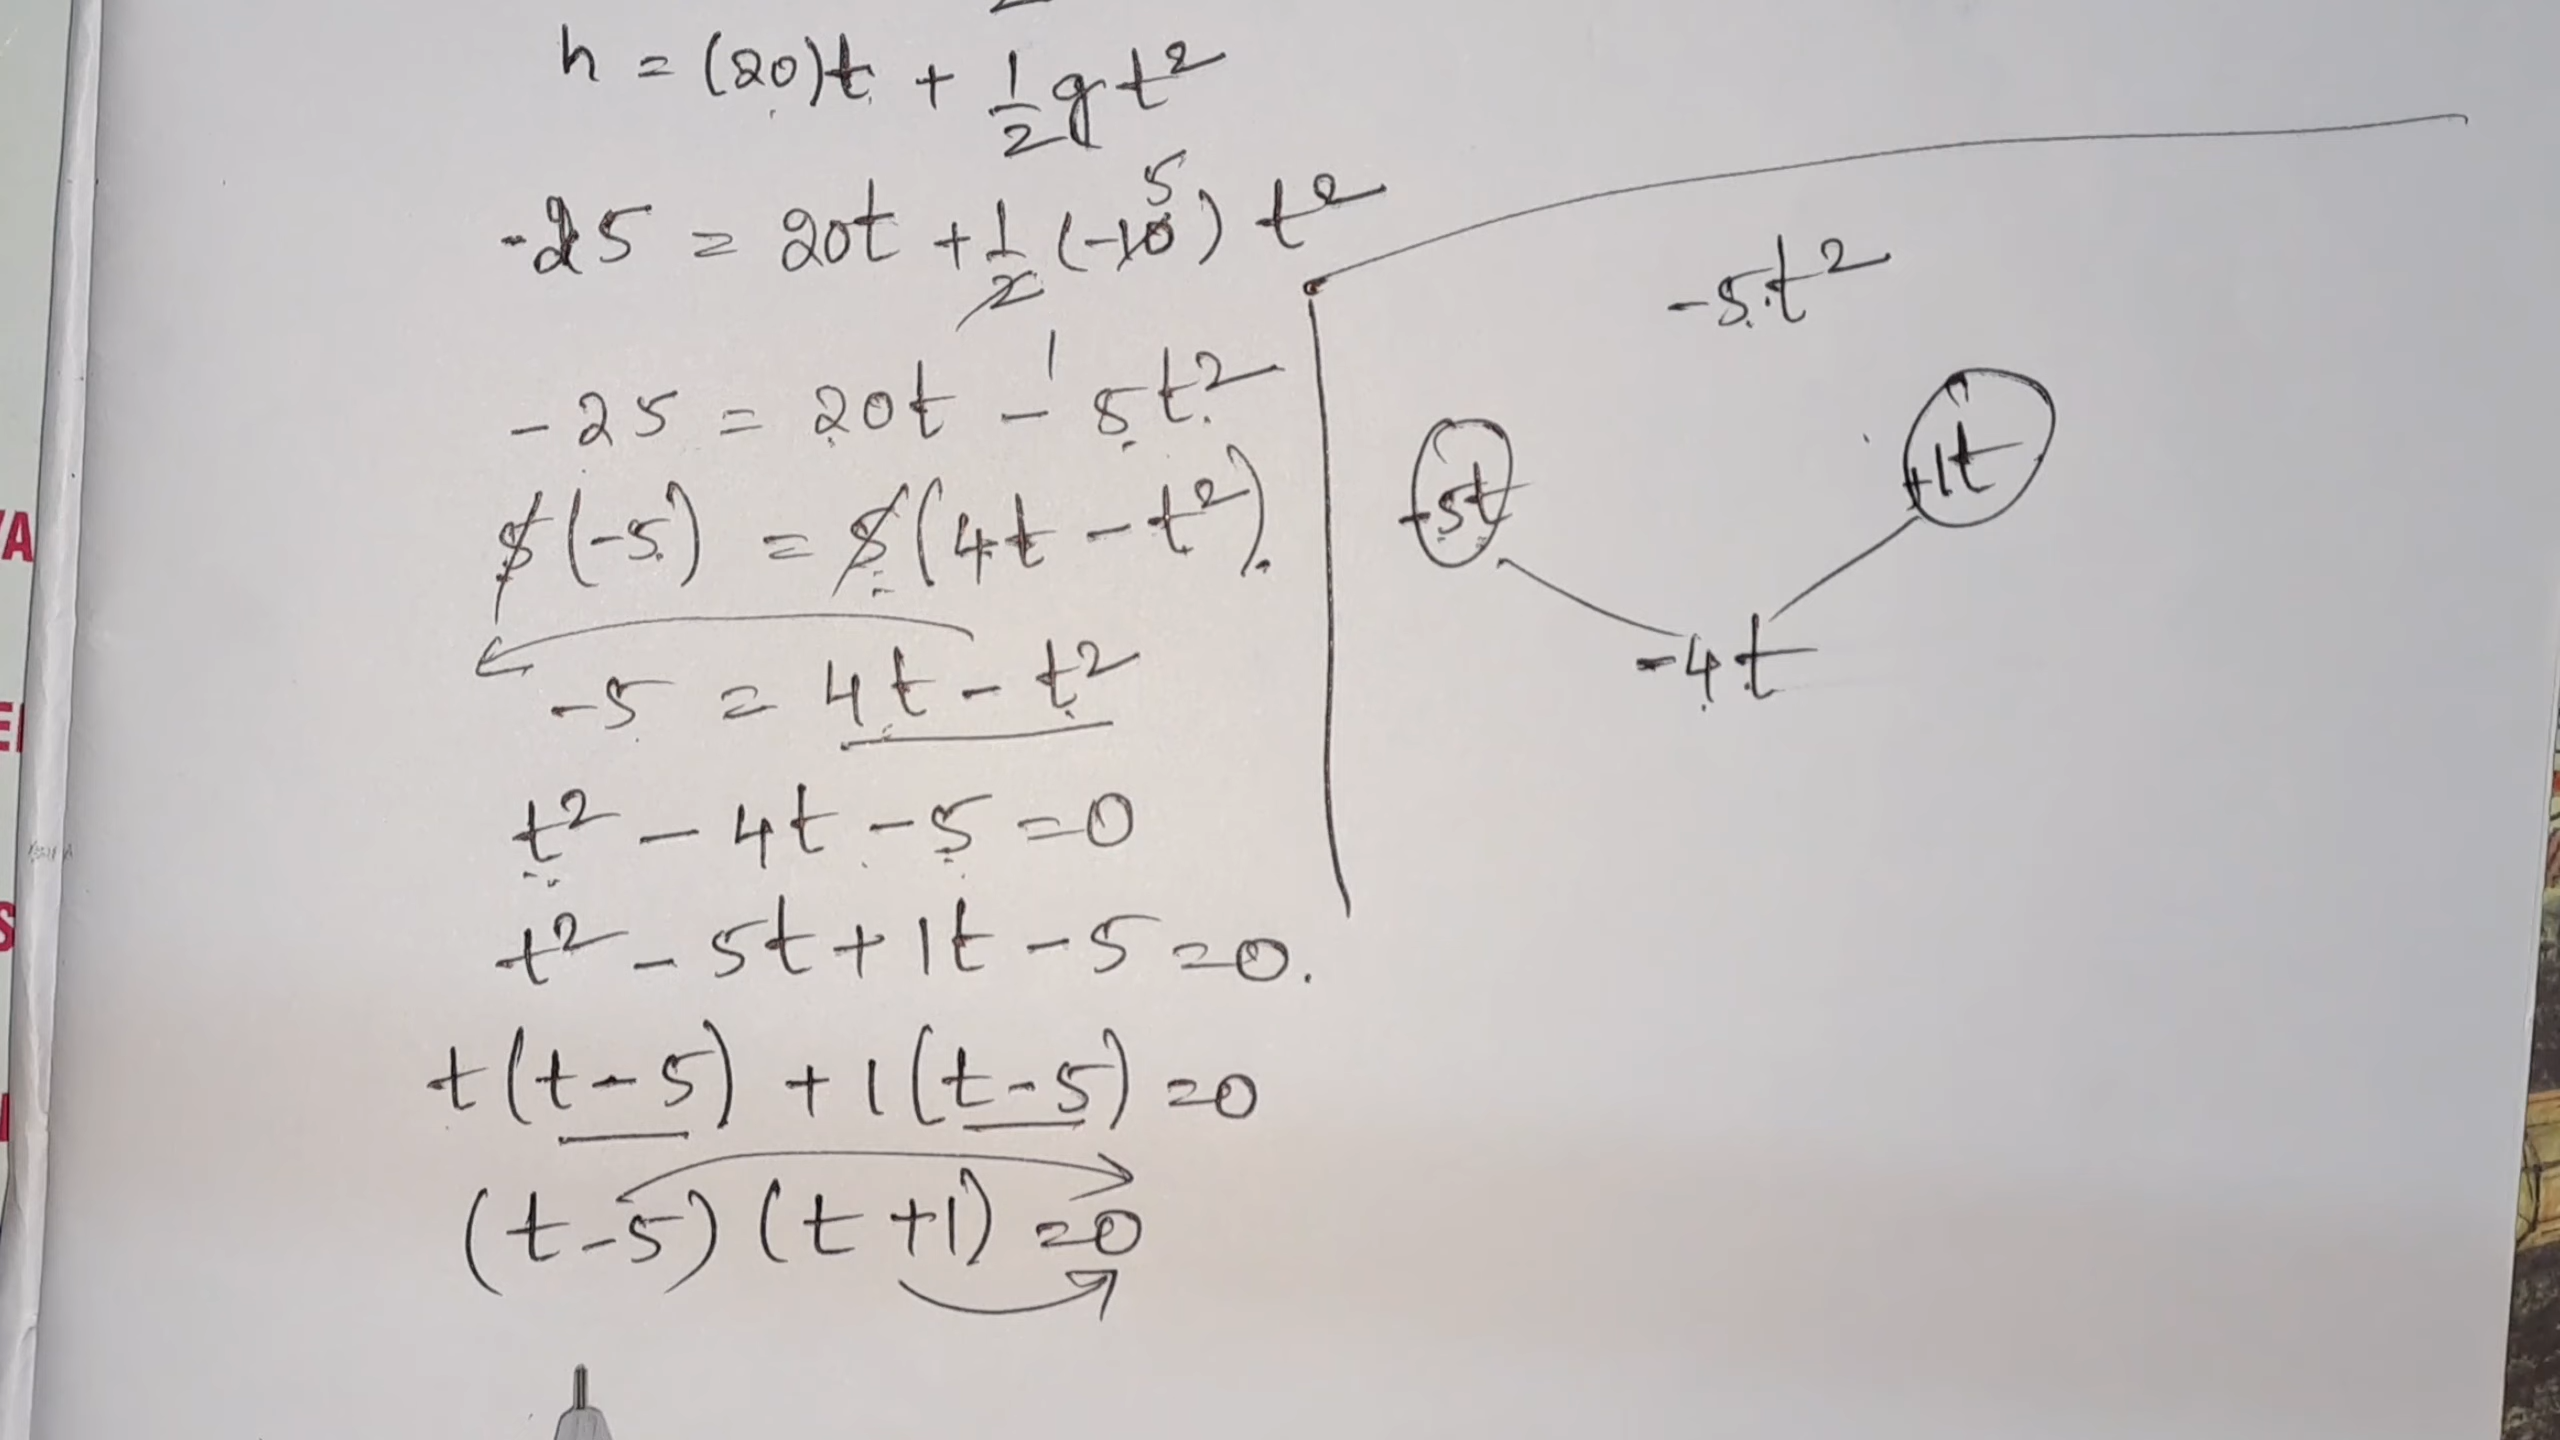 h = (20)t + 1/2 gt²
-25 = 20t + 1/2 (-10) t²
5
-25 = 20t - 5t²
5(-5) = 5(4t - t²).
-5 = 4t - t²
t² - 4t - 5 = 0
t² - 5t + 1t - 5 = 0.
t(t-5) + 1(t-5) = 0
(t-5)(t+1) = 0
-5t²
-5t
+1t
-4t